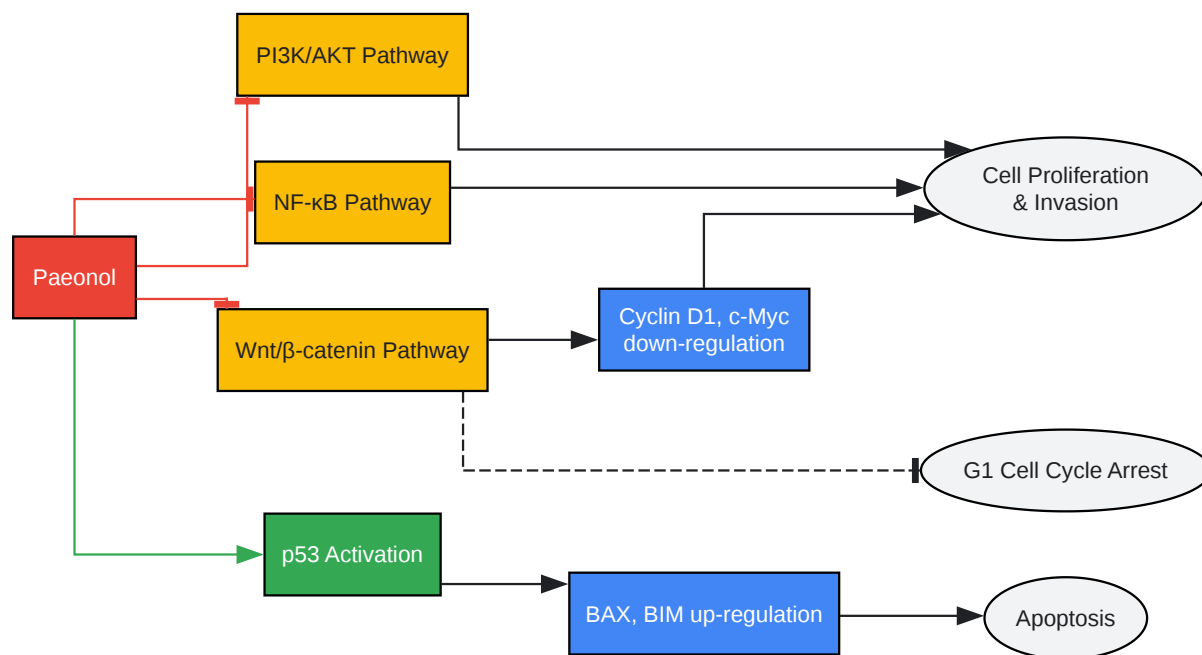 PI3K/AKT Pathway
NF-κB Pathway
Cell Proliferation
& Invasion
Paeonol
Wnt/β-catenin Pathway
Cyclin D1, c-Myc
down-regulation
G1 Cell Cycle Arrest
p53 Activation
BAX, BIM up-regulation
Apoptosis